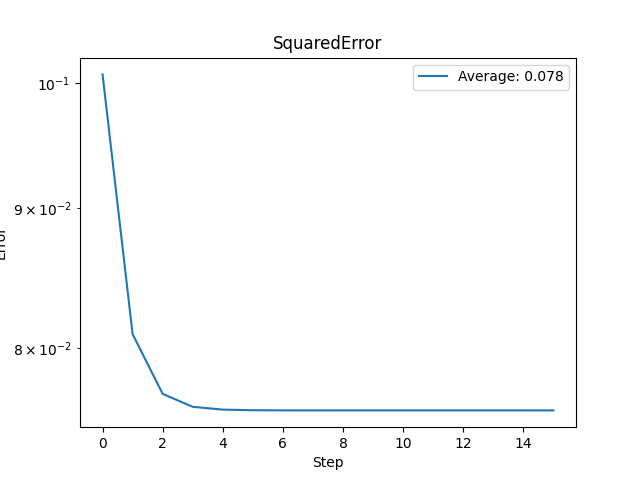 SquaredError
Average: 0.078
10⁻¹
9 × 10⁻²
8 × 10⁻²
Error
0 2 4 6 8 10 12 14
Step